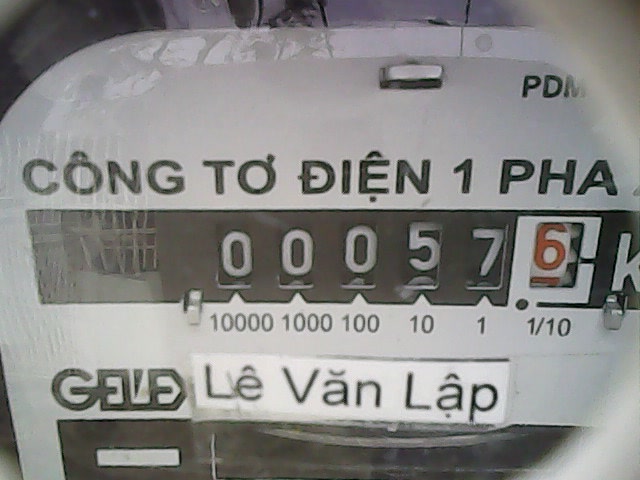 PDM
CÔNG TƠ ĐIỆN 1 PHA
0 0 0 5 7 6 k
10000 1000 100 10 1 1/10
GELEX
Lê Văn Lập